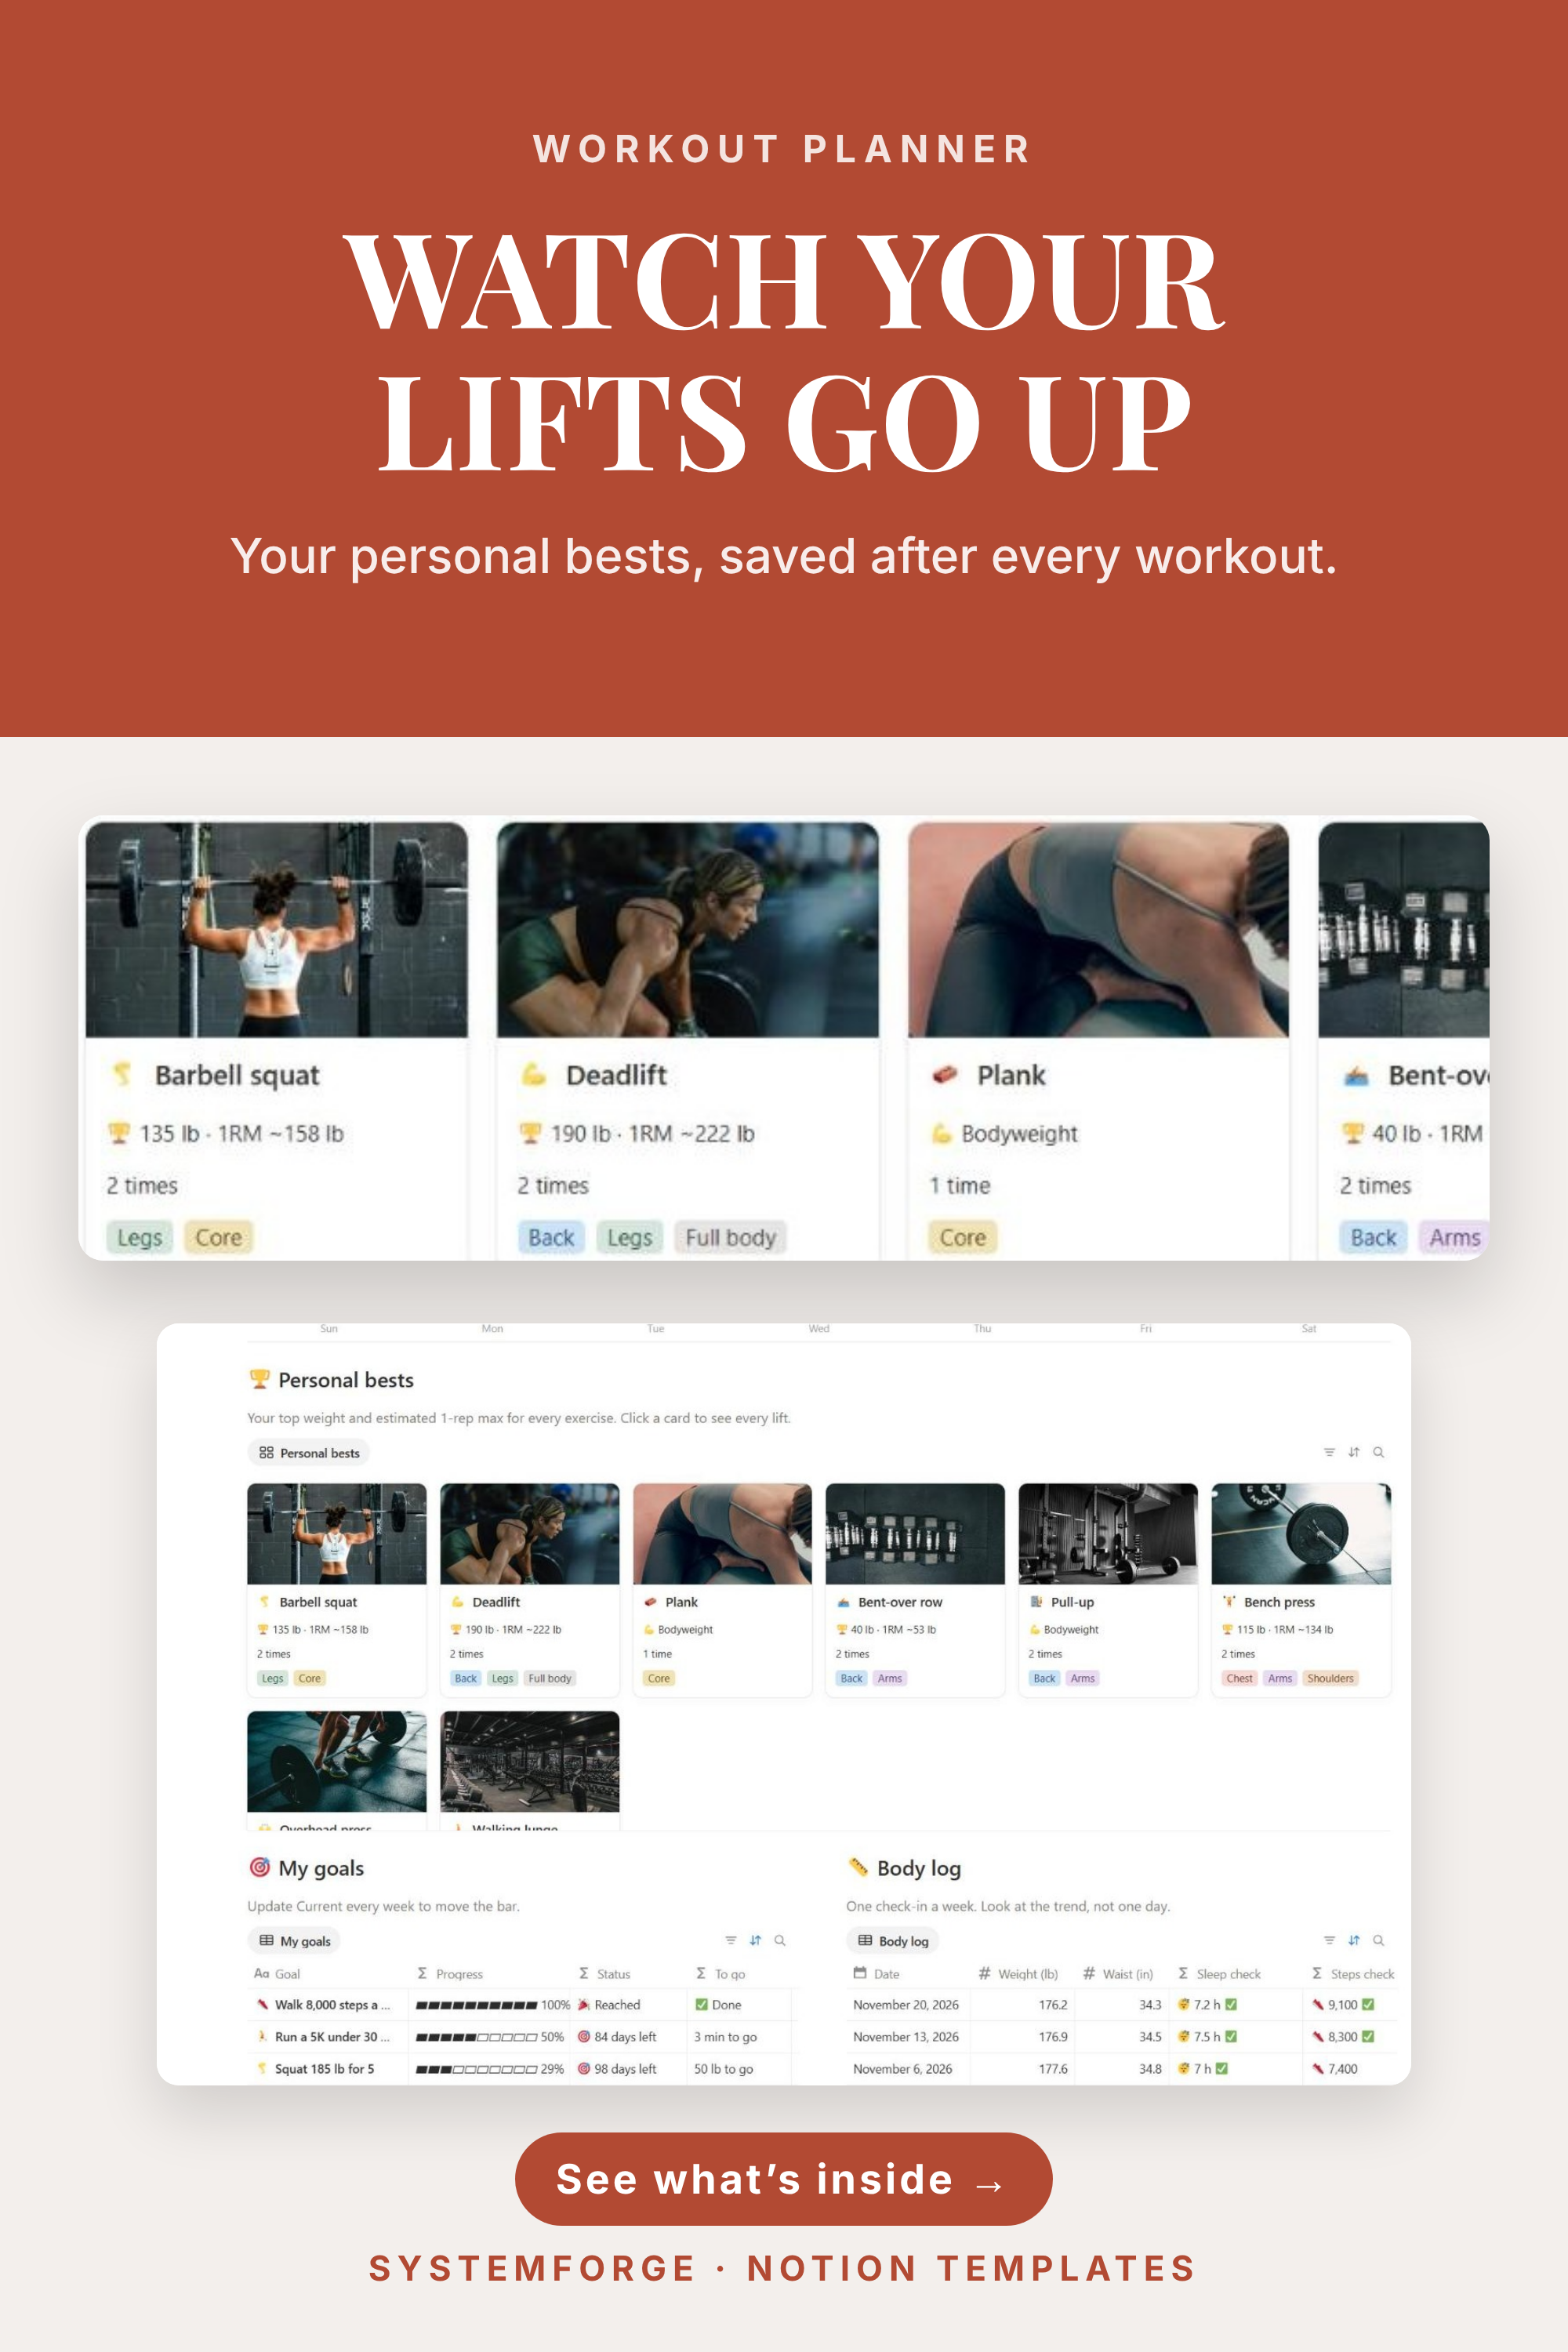 WORKOUT PLANNER
WATCH YOUR
LIFTS GO UP
Your personal bests, saved after every workout.
Barbell squat
🏆 135 lb · 1RM ~158 lb
2 times
Legs Core
Deadlift
🏆 190 lb · 1RM ~222 lb
2 times
Back Legs Full body
Plank
💪 Bodyweight
1 time
Core
Bent-ov
🏆 40 lb · 1RM
2 times
Back Arms
Sun Mon Tue Wed Thu Fri Sat
🏆 Personal bests
Your top weight and estimated 1-rep max for every exercise. Click a card to see every lift.
Personal bests
Barbell squat
🏆 135 lb · 1RM ~158 lb
2 times
Legs Core
Deadlift
🏆 190 lb · 1RM ~222 lb
2 times
Back Legs Full body
Plank
💪 Bodyweight
1 time
Core
Bent-over row
🏆 40 lb · 1RM ~53 lb
2 times
Back Arms
Pull-up
💪 Bodyweight
2 times
Back Arms
Bench press
🏆 115 lb · 1RM ~134 lb
2 times
Chest Arms Shoulders
Overhead press
Walking lunge
🎯 My goals
Update Current every week to move the bar.
My goals
Aa Goal Σ Progress Σ Status Σ To go
Walk 8,000 steps a ... 100% 🎉 Reached ✅ Done
Run a 5K under 30 ... 50% 🎯 84 days left 3 min to go
Squat 185 lb for 5 29% 🎯 98 days left 50 lb to go
📏 Body log
One check-in a week. Look at the trend, not one day.
Body log
Date # Weight (lb) # Waist (in) Σ Sleep check Σ Steps check
November 20, 2026 176.2 34.3 😴 7.2 h ✅ 9,100 ✅
November 13, 2026 176.9 34.5 😴 7.5 h ✅ 8,300 ✅
November 6, 2026 177.6 34.8 😴 7 h ✅ 7,400
See what’s inside →
SYSTEMFORGE · NOTION TEMPLATES